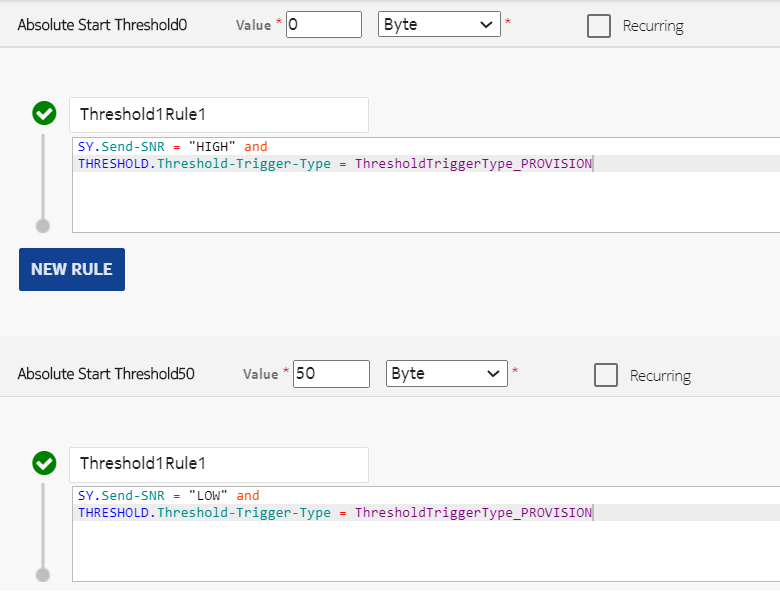 Absolute Start Threshold0 Value * 0 Byte * Recurring
Threshold1Rule1
SY.Send-SNR = "HIGH" and
THRESHOLD.Threshold-Trigger-Type = ThresholdTriggerType_PROVISION
NEW RULE
Absolute Start Threshold50 Value * 50 Byte * Recurring
Threshold1Rule1
SY.Send-SNR = "LOW" and
THRESHOLD.Threshold-Trigger-Type = ThresholdTriggerType_PROVISION